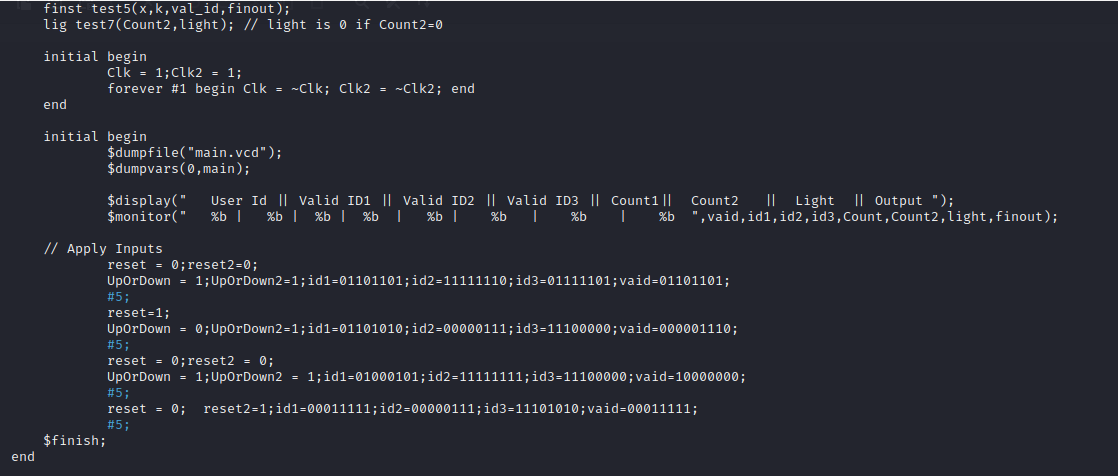 finst test5(x,k,val_id,finout);
lig test7(Count2,light); // light is 0 if Count2=0
initial begin
Clk = 1;Clk2 = 1;
forever #1 begin Clk = ~Clk; Clk2 = ~Clk2; end
end
initial begin
$dumpfile("main.vcd");
$dumpvars(0,main);
$display("   User Id || Valid ID1 || Valid ID2 || Valid ID3 || Count1||  Count2   ||  Light  || Output ");
$monitor("   %b |   %b |  %b |  %b  |   %b |    %b   |    %b    |    %b  ",vaid,id1,id2,id3,Count,Count2,light,finout);
// Apply Inputs
reset = 0;reset2=0;
UpOrDown = 1;UpOrDown2=1;id1=01101101;id2=11111110;id3=01111101;vaid=01101101;
#5;
reset=1;
UpOrDown = 0;UpOrDown2=1;id1=01101010;id2=00000111;id3=11100000;vaid=000001110;
#5;
reset = 0;reset2 = 0;
UpOrDown = 1;UpOrDown2 = 1;id1=01000101;id2=11111111;id3=11100000;vaid=10000000;
#5;
reset = 0;  reset2=1;id1=00011111;id2=00000111;id3=11101010;vaid=00011111;
#5;
$finish;
end